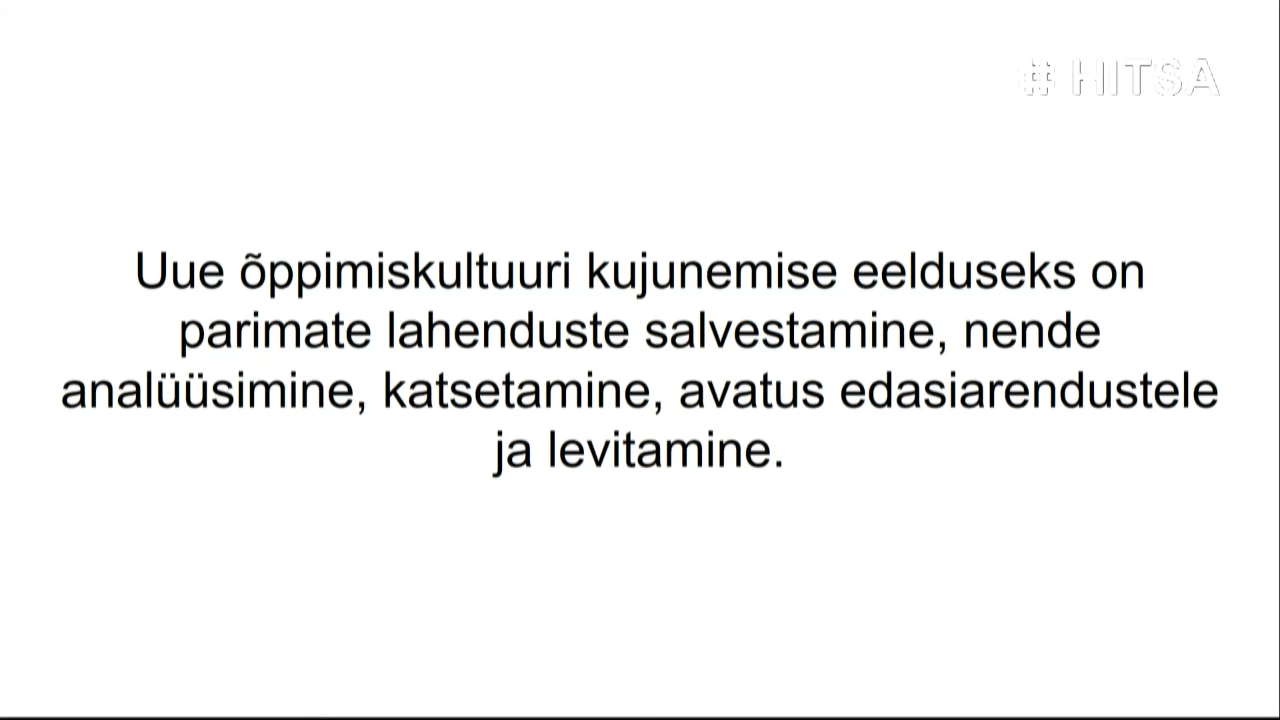 # HITSA
Uue õppimiskultuuri kujunemise eelduseks on
parimate lahenduste salvestamine, nende
analüüsimine, katsetamine, avatus edasiarendustele
ja levitamine.